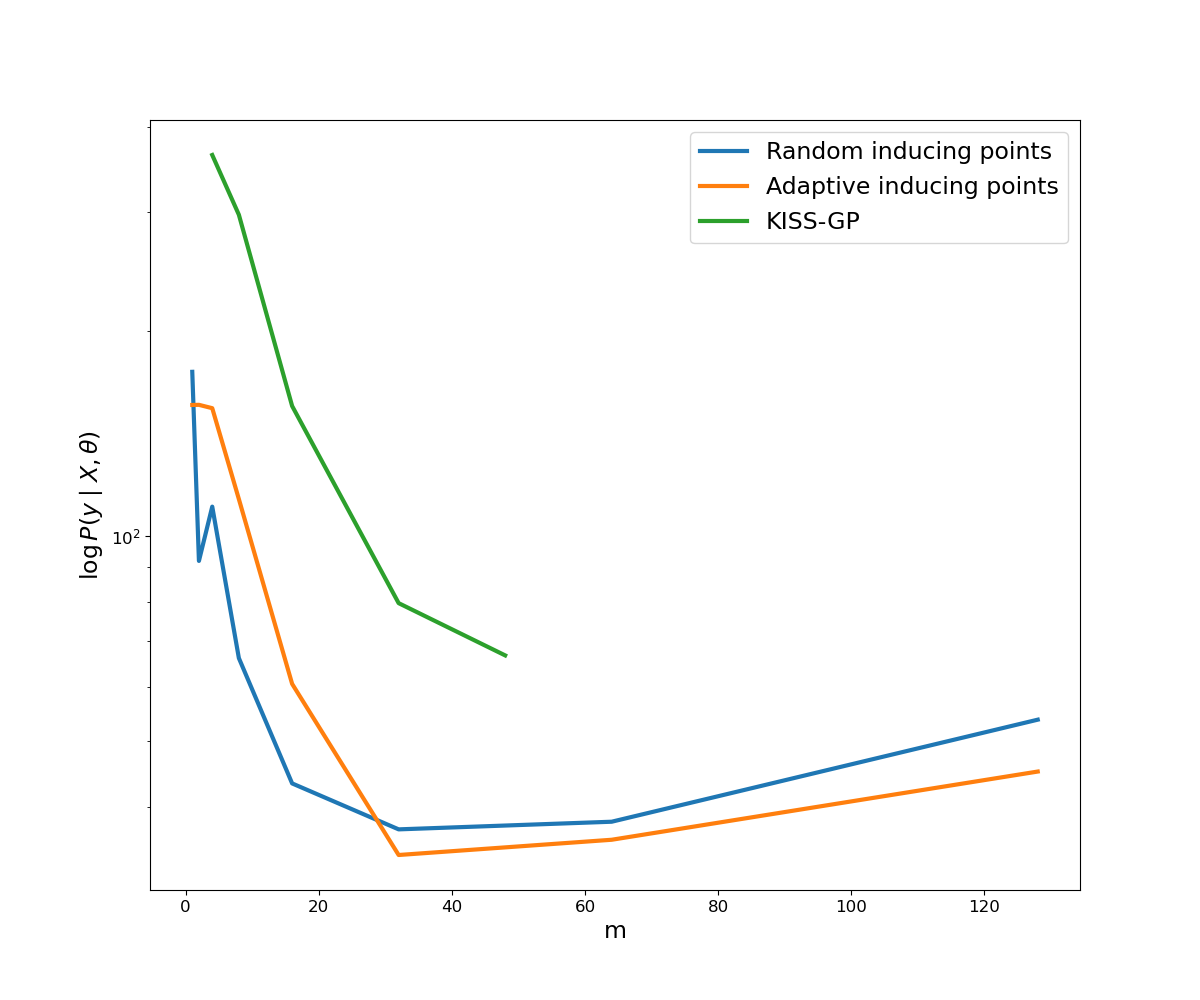 Random inducing points
Adaptive inducing points
KISS-GP
log P(y | X, θ)
10²
0 20 40 60 80 100 120
m